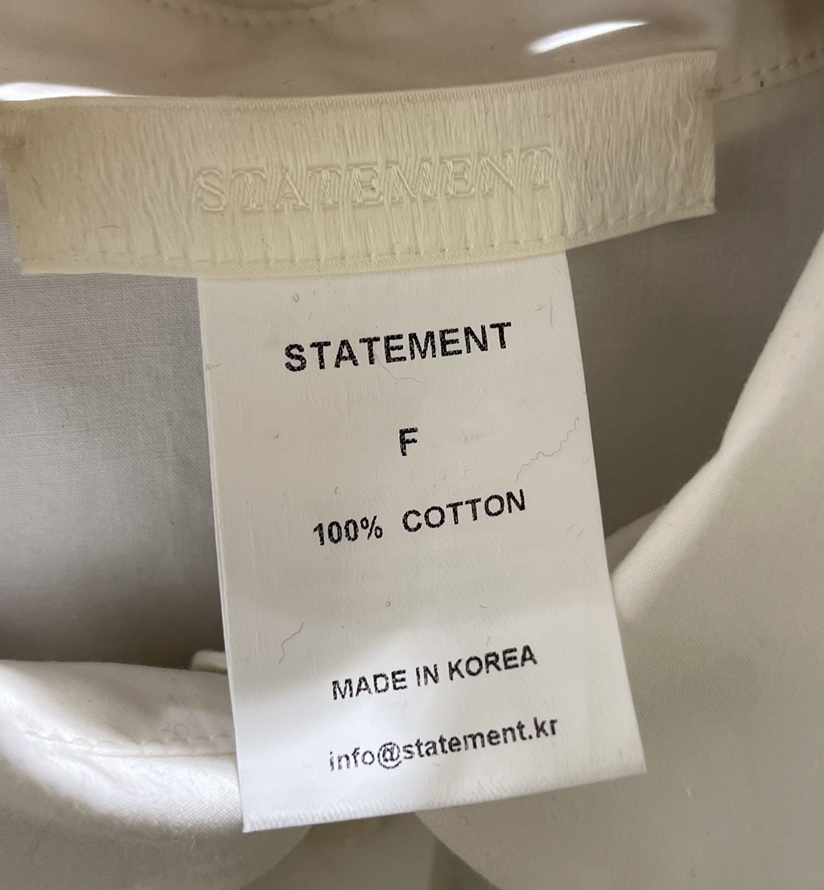 STATEMENT
STATEMENT
F
100% COTTON
MADE IN KOREA
info@statement.kr